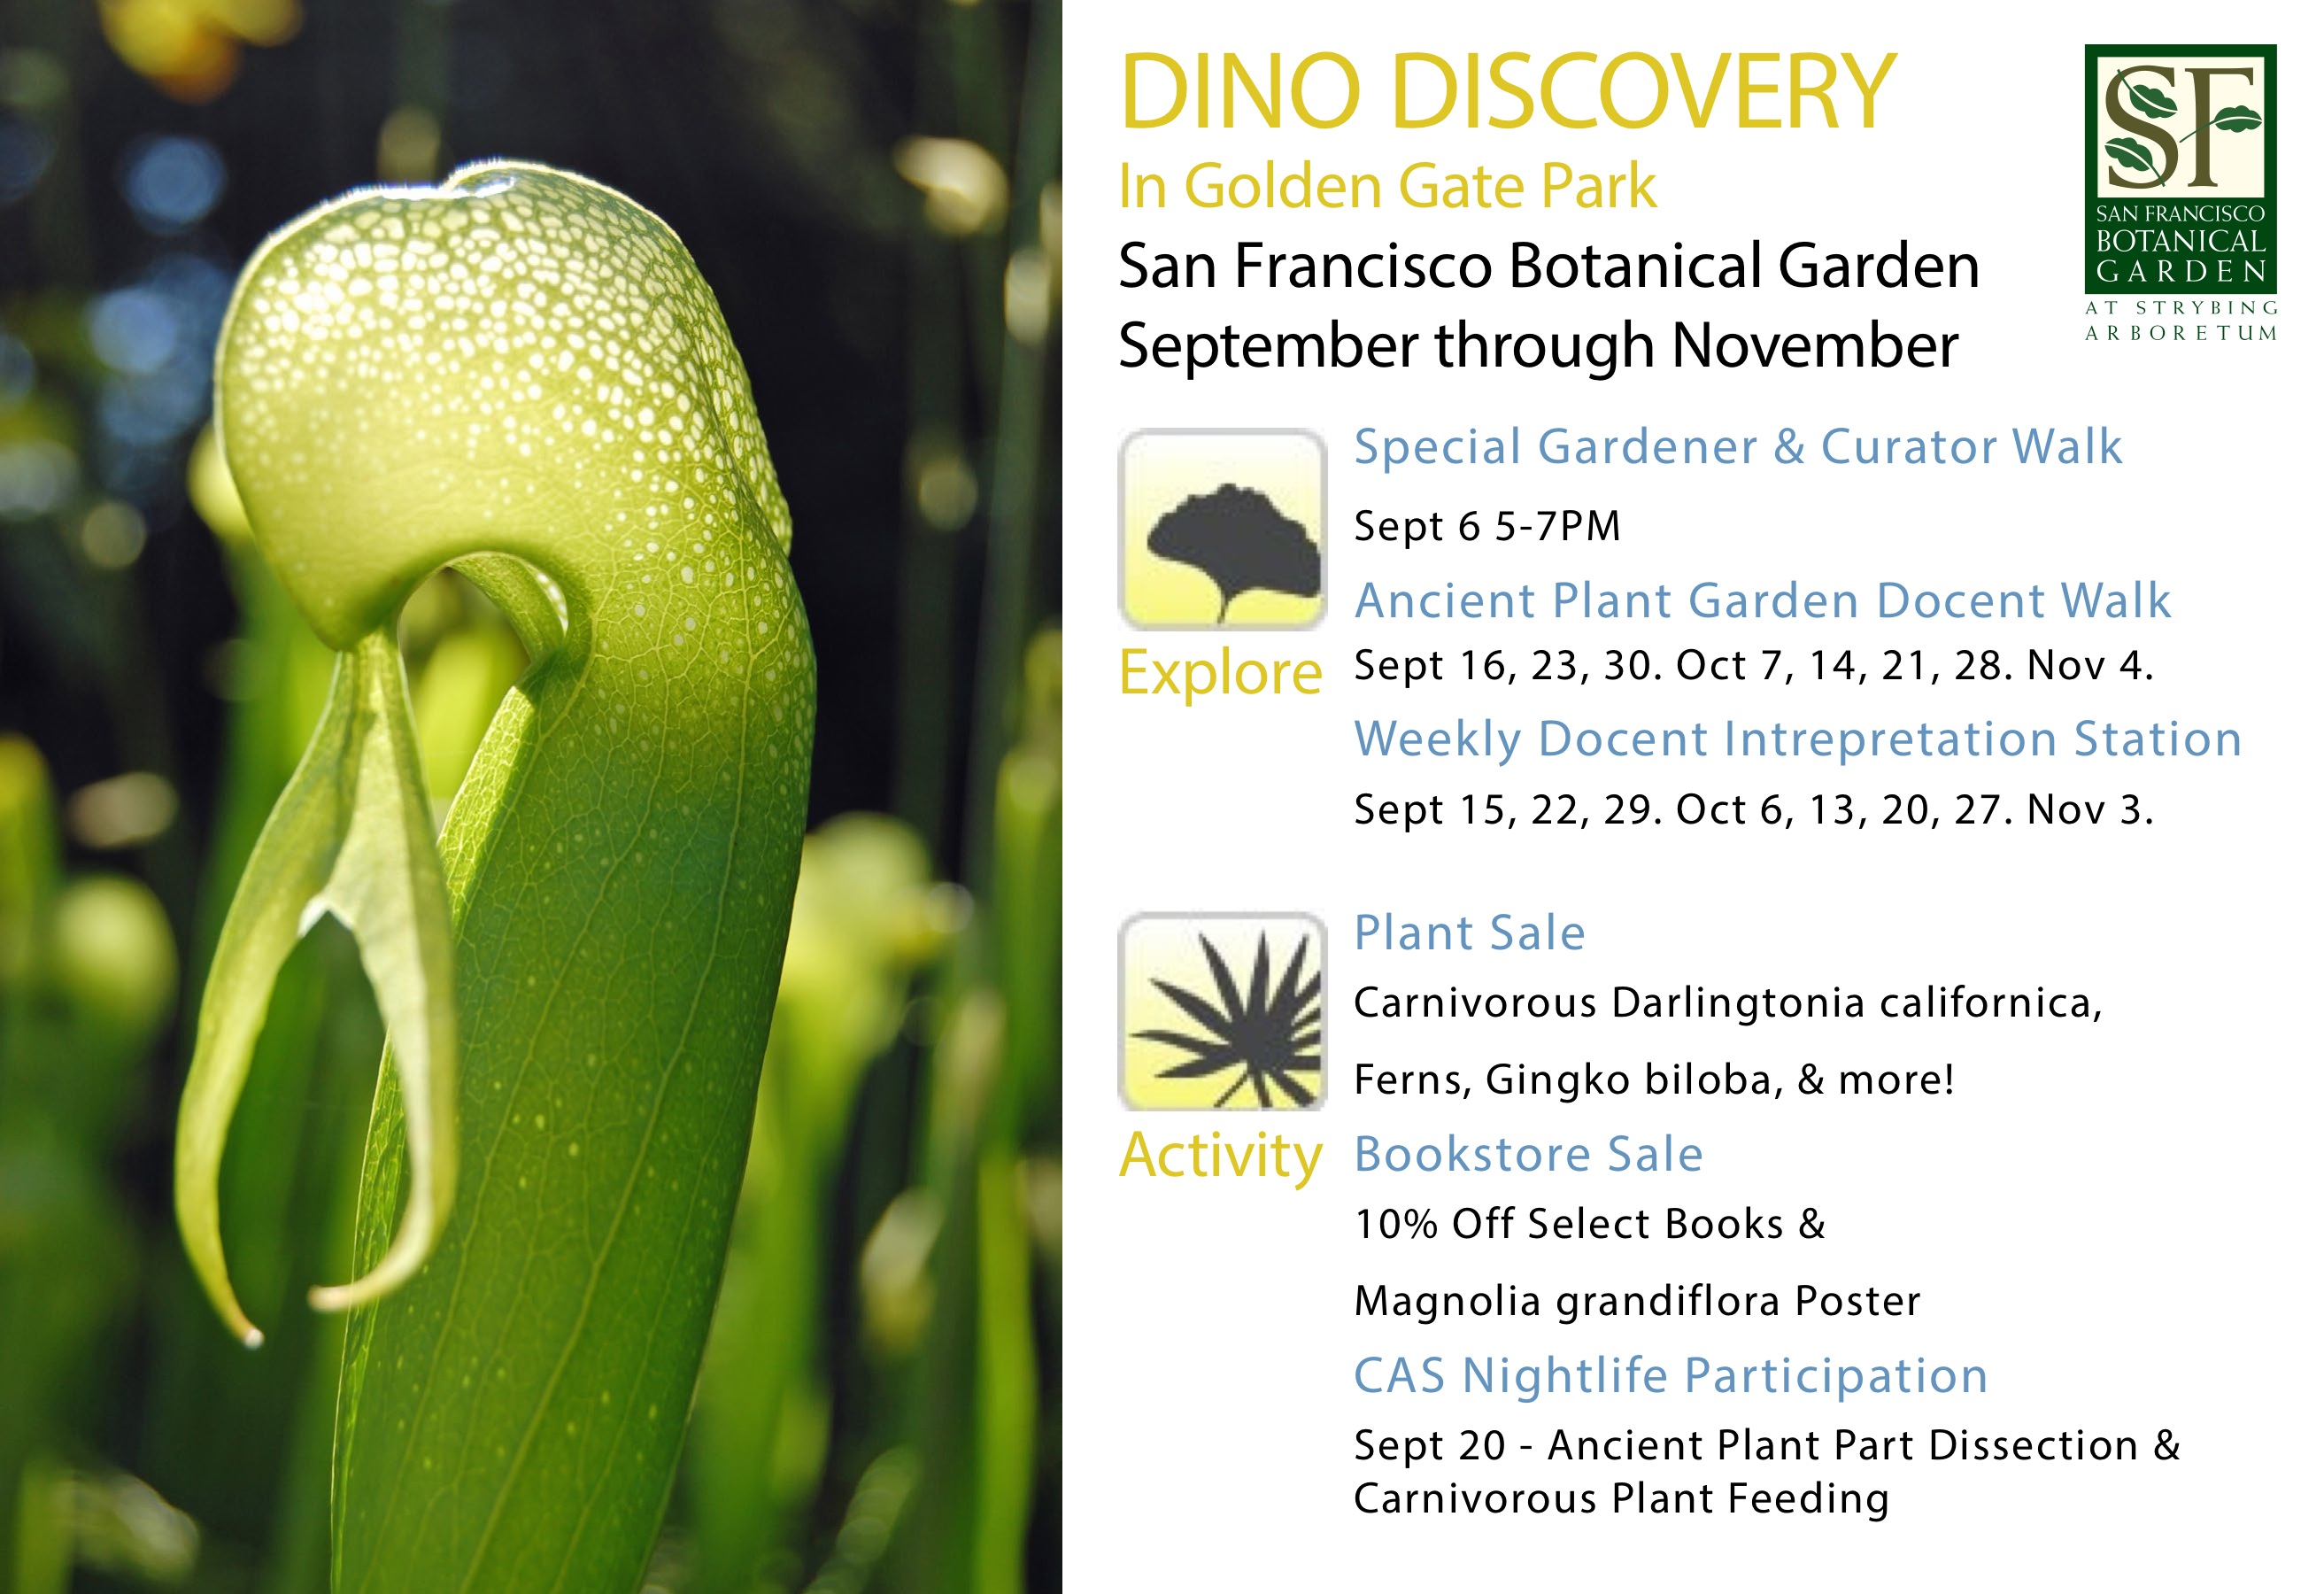 DINO DISCOVERY
In Golden Gate Park
San Francisco Botanical Garden
September through November
SF
SAN FRANCISCO
BOTANICAL
GARDEN
AT STRYBING
ARBORETUM
Explore
Special Gardener & Curator Walk
Sept 6 5-7PM
Ancient Plant Garden Docent Walk
Sept 16, 23, 30. Oct 7, 14, 21, 28. Nov 4.
Weekly Docent Intrepretation Station
Sept 15, 22, 29. Oct 6, 13, 20, 27. Nov 3.
Activity
Plant Sale
Carnivorous Darlingtonia californica,
Ferns, Gingko biloba, & more!
Bookstore Sale
10% Off Select Books &
Magnolia grandiflora Poster
CAS Nightlife Participation
Sept 20 - Ancient Plant Part Dissection &
Carnivorous Plant Feeding